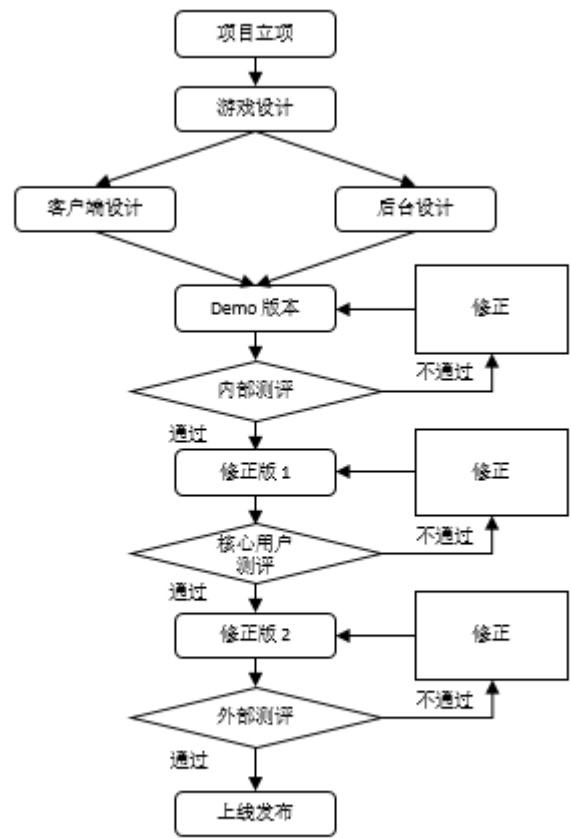 项目立项
游戏设计
客户端设计
后台设计
Demo 版本
修正
内部测评
不通过
通过
修正版 1
修正
核心用户
测评
不通过
通过
修正版 2
修正
外部测评
不通过
通过
上线发布